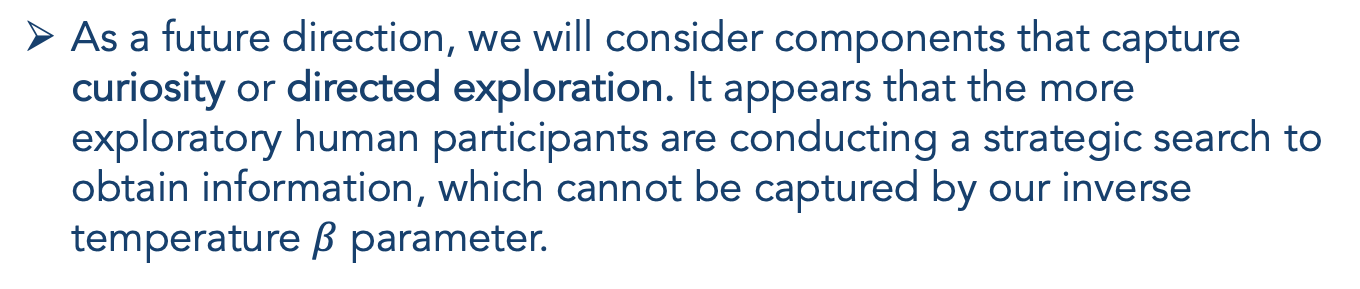 ➢ As a future direction, we will consider components that capture
curiosity or directed exploration. It appears that the more
exploratory human participants are conducting a strategic search to
obtain information, which cannot be captured by our inverse
temperature β parameter.